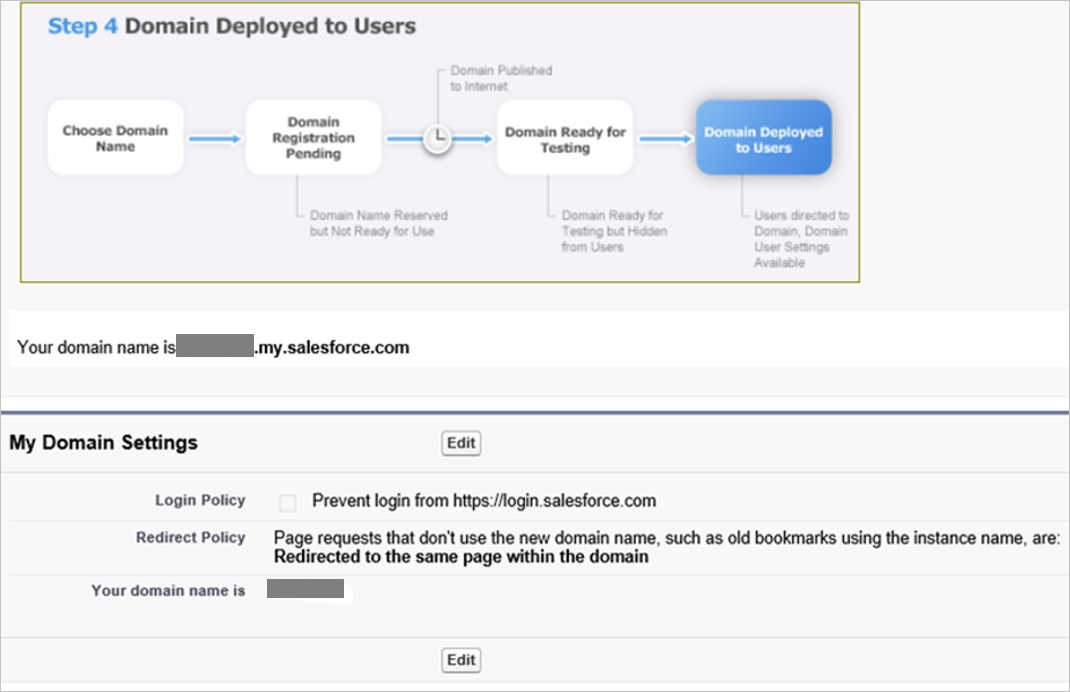 Step 4 Domain Deployed to Users
Domain Published
to Internet
Choose Domain
Name
Domain
Registration
Pending
Domain Ready for
Testing
Domain Deployed
to Users
Domain Name Reserved
but Not Ready for Use
Domain Ready for
Testing but Hidden
from Users
Users directed to
Domain, Domain
User Settings
Available
Your domain name is .my.salesforce.com
My Domain Settings Edit
Login Policy Prevent login from https://login.salesforce.com
Redirect Policy Page requests that don't use the new domain name, such as old bookmarks using the instance name, are:
Redirected to the same page within the domain
Your domain name is
Edit